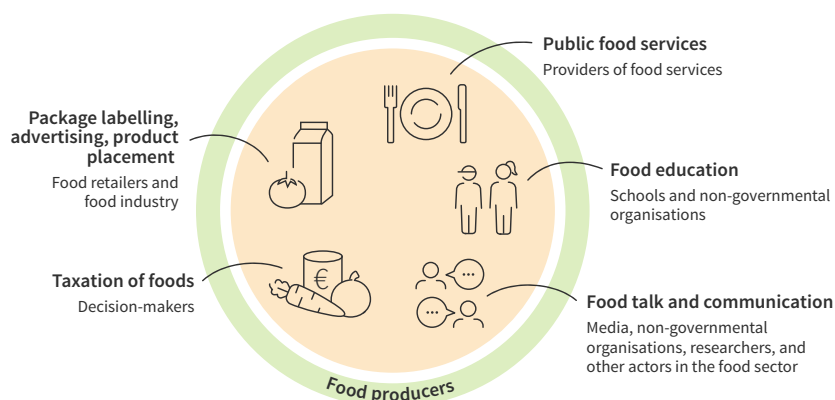 Public food services
Providers of food services
Package labelling,
advertising, product
placement
Food retailers and
food industry
Food education
Schools and non-governmental
organisations
Taxation of foods
Decision-makers
€
Food talk and communication
Media, non-governmental
organisations, researchers, and
other actors in the food sector
Food producers